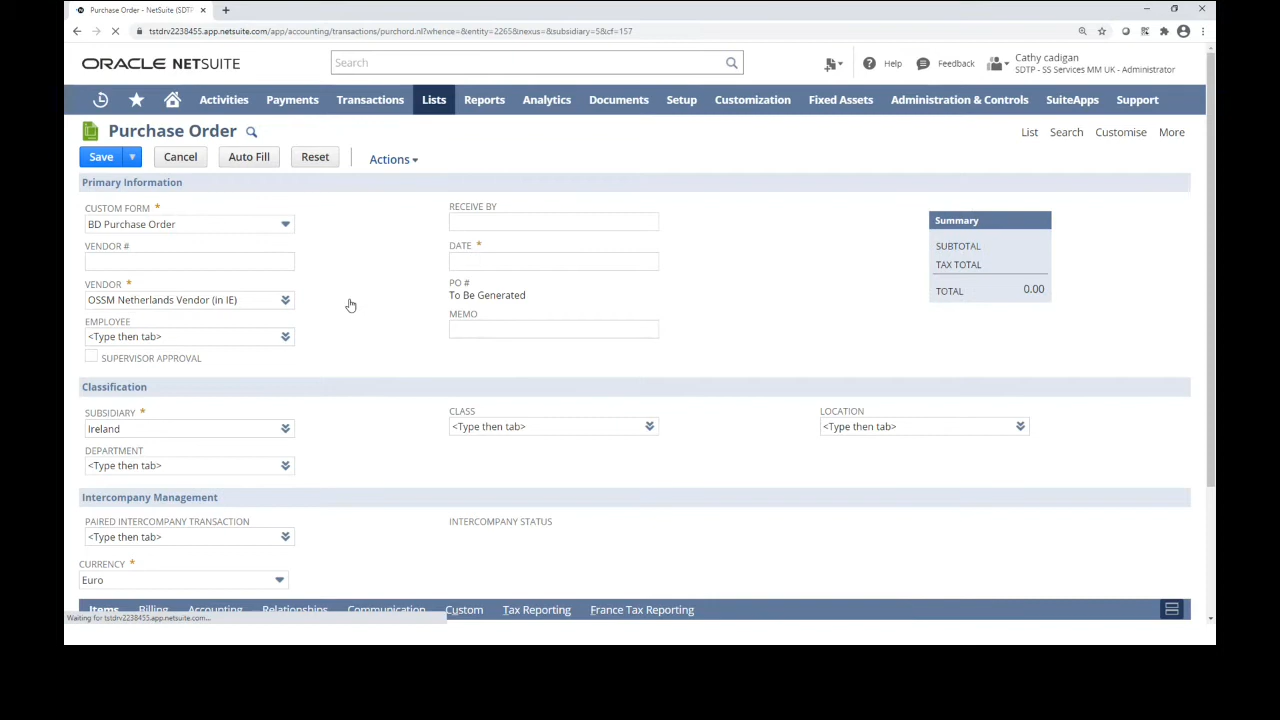 Purchase Order - NetSuite (SDTP
tstdrv2238455.app.netsuite.com/app/accounting/transactions/purchord.nl?whence=&entity=2265&nexus=&subsidiary=5&cf=157
ORACLE NETSUITE
Search
Help
Feedback
Cathy cadigan
SDTP - SS Services MM UK - Administrator
Activities Payments Transactions Lists Reports Analytics Documents Setup Customization Fixed Assets Administration & Controls SuiteApps Support
Purchase Order
List Search Customise More
Save Cancel Auto Fill Reset Actions
Primary Information
CUSTOM FORM *
BD Purchase Order
VENDOR #
VENDOR *
OSSM Netherlands Vendor (in IE)
EMPLOYEE
<Type then tab>
SUPERVISOR APPROVAL
RECEIVE BY
DATE *
PO #
To Be Generated
MEMO
Summary
SUBTOTAL
TAX TOTAL
TOTAL 0.00
Classification
SUBSIDIARY *
Ireland
DEPARTMENT
<Type then tab>
CLASS
<Type then tab>
LOCATION
<Type then tab>
Intercompany Management
PAIRED INTERCOMPANY TRANSACTION
<Type then tab>
INTERCOMPANY STATUS
CURRENCY *
Euro
Items Billing Accounting Relationships Communication Custom Tax Reporting France Tax Reporting
Waiting for tstdrv2238455.app.netsuite.com...